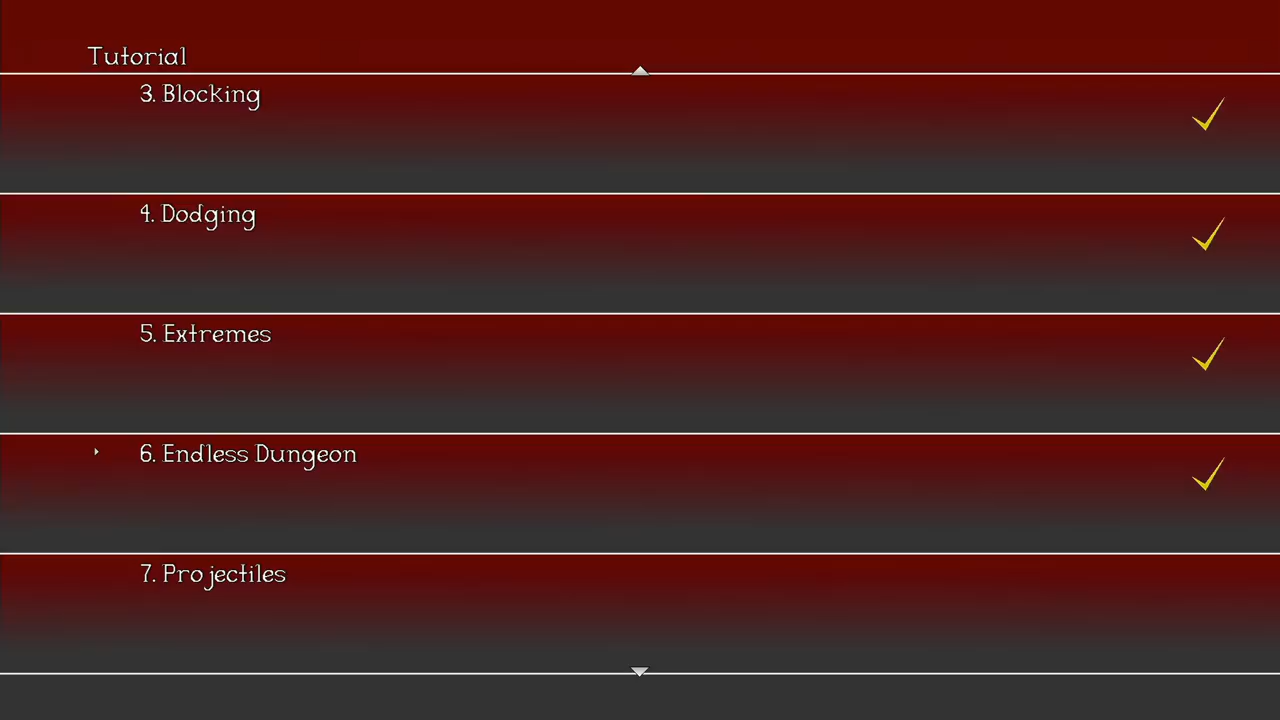 Tutorial
3. Blocking
4. Dodging
5. Extremes
6. Endless Dungeon
7. Projectiles